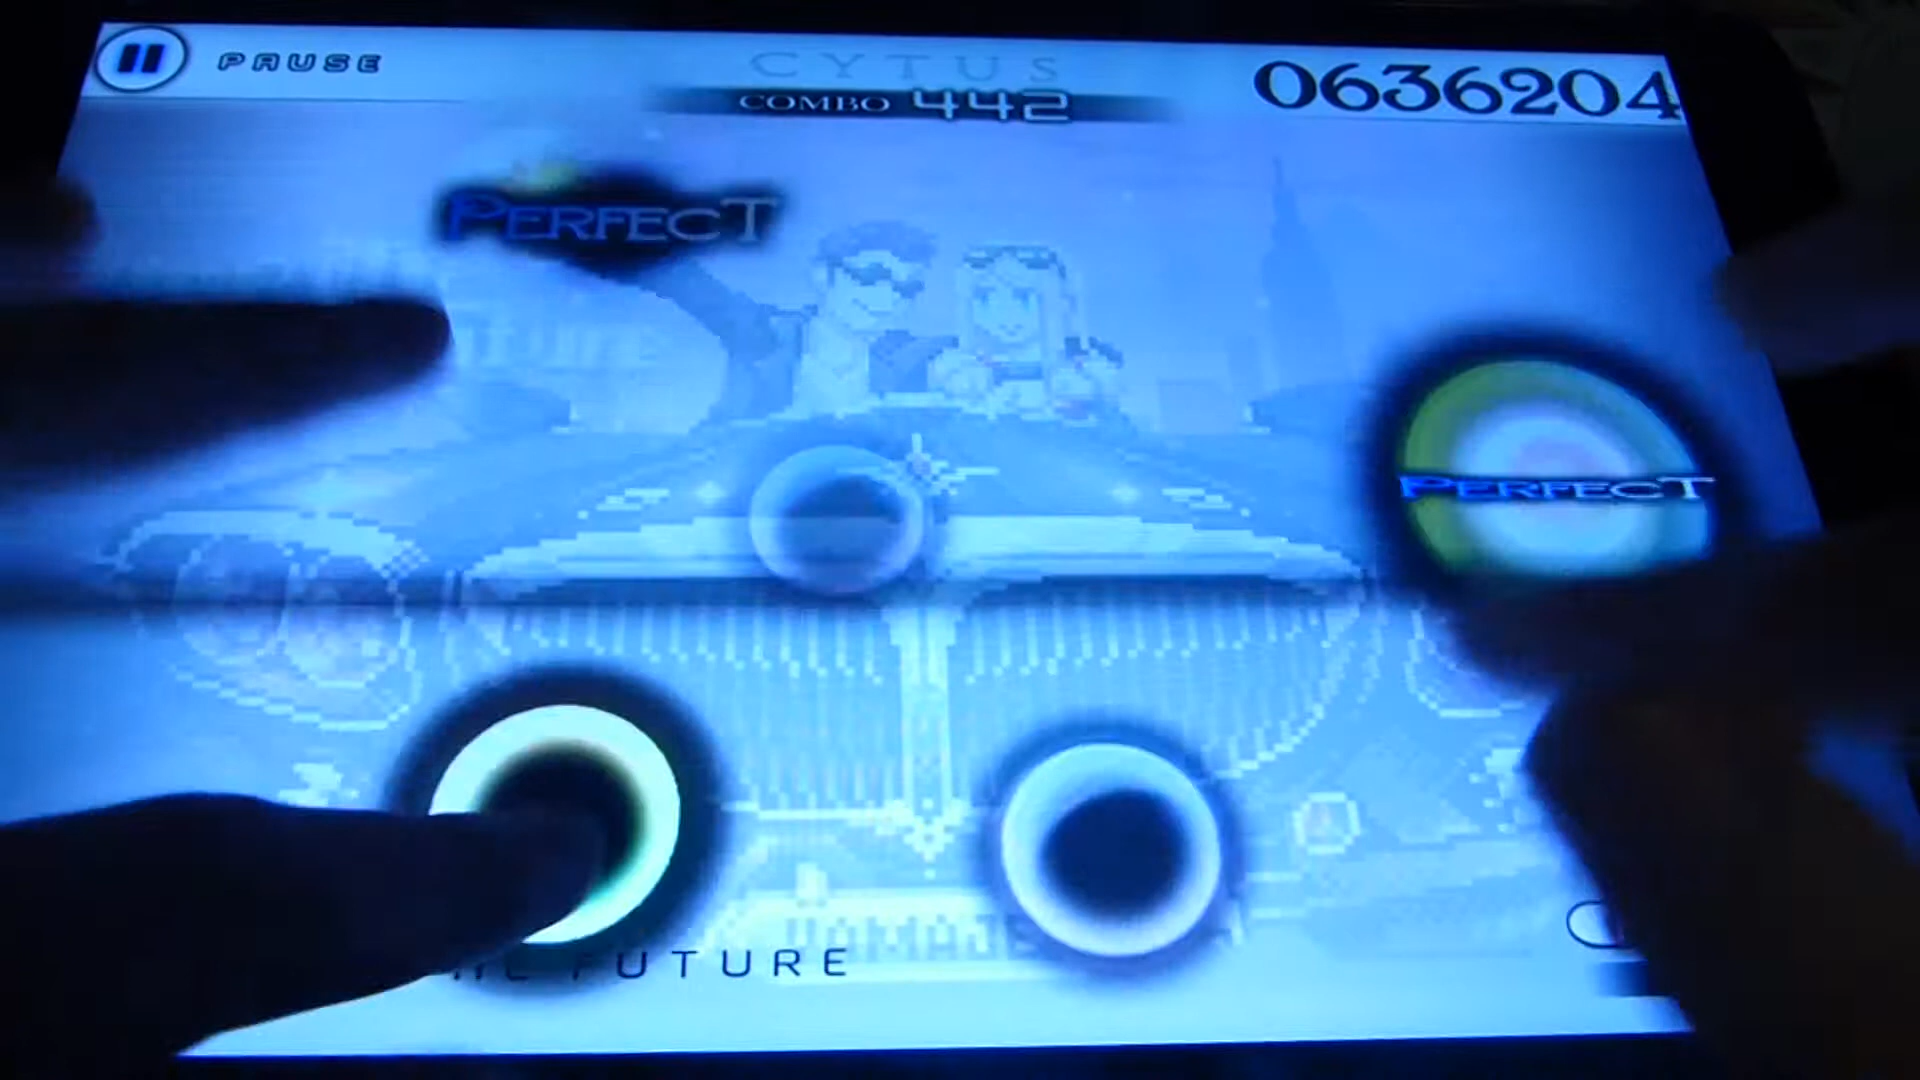 PAUSE
CYTUS
COMBO 442
0636204
PERFECT
PERFECT
FUTURE